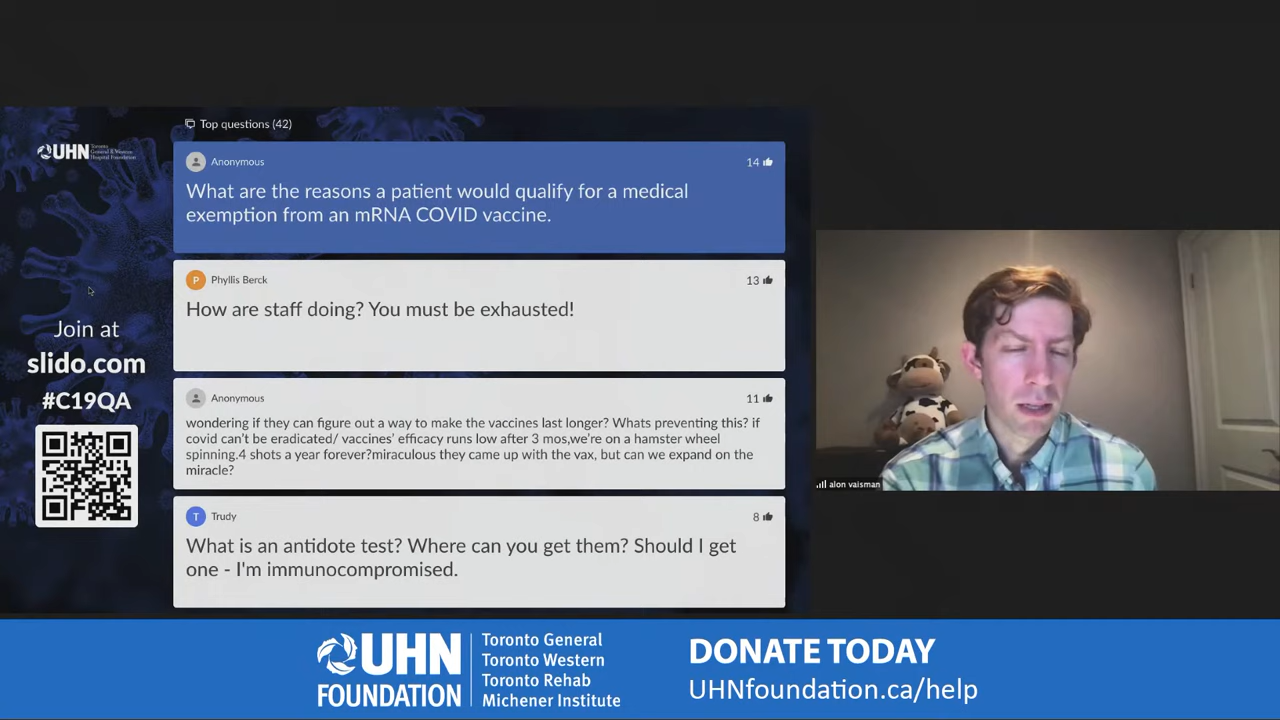 Top questions (42)
UHN
Toronto
General & Western
Hospital Foundation
Anonymous
14
What are the reasons a patient would qualify for a medical
exemption from an mRNA COVID vaccine.
P
Phyllis Berck
13
How are staff doing? You must be exhausted!
Join at
slido.com
#C19QA
Anonymous
11
wondering if they can figure out a way to make the vaccines last longer? Whats preventing this? if
covid can't be eradicated/ vaccines' efficacy runs low after 3 mos,we're on a hamster wheel
spinning.4 shots a year forever?miraculous they came up with the vax, but can we expand on the
miracle?
T
Trudy
8
What is an antidote test? Where can you get them? Should I get
one - I'm immunocompromised.
alon vaisman
UHN
FOUNDATION
Toronto General
Toronto Western
Toronto Rehab
Michener Institute
DONATE TODAY
UHNfoundation.ca/help